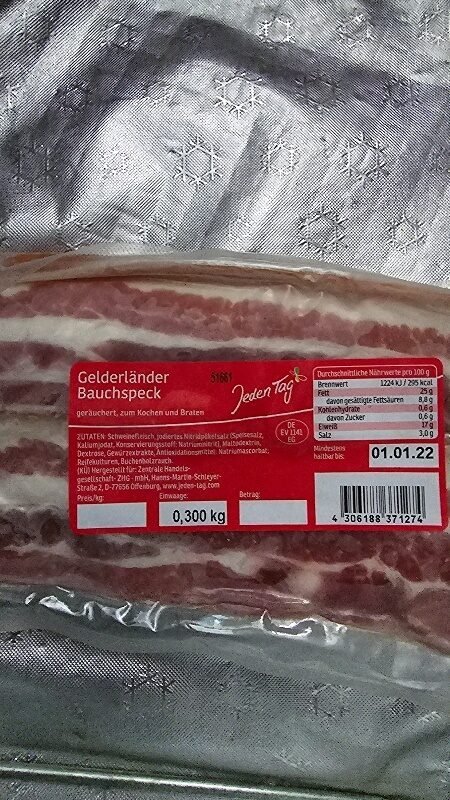 Gelderländer
Bauchspeck
geräuchert, zum Kochen und Braten
51661
Jeden Tag
DE
EV 1141
EG
ZUTATEN: Schweinefleisch, jodiertes Nitritpökelsalz (Speisesalz,
Kaliumjodat, Konservierungsstoff: Natriumnitrit), Maltodextrin,
Dextrose, Gewürzextrakte, Antioxidationsmittel: Natriumascorbat,
Reifekulturen, Buchenholzrauch.
(KÜ) Hergestellt für: Zentrale Handels-
gesellschaft - ZHG - mbH, Hanns-Martin-Schleyer-
Straße 2, D-77656 Offenburg, www.jeden-tag.com
Preis/kg:
Einwaage:
Betrag:
0,300 kg
Durchschnittliche Nährwerte pro 100 g
Brennwert 1224 kJ / 295 kcal
Fett 25 g
davon gesättigte Fettsäuren 8,8 g
Kohlenhydrate 0,6 g
davon Zucker 0,6 g
Eiweiß 17 g
Salz 3,0 g
Mindestens
haltbar bis:
01.01.22
4 306188 371274